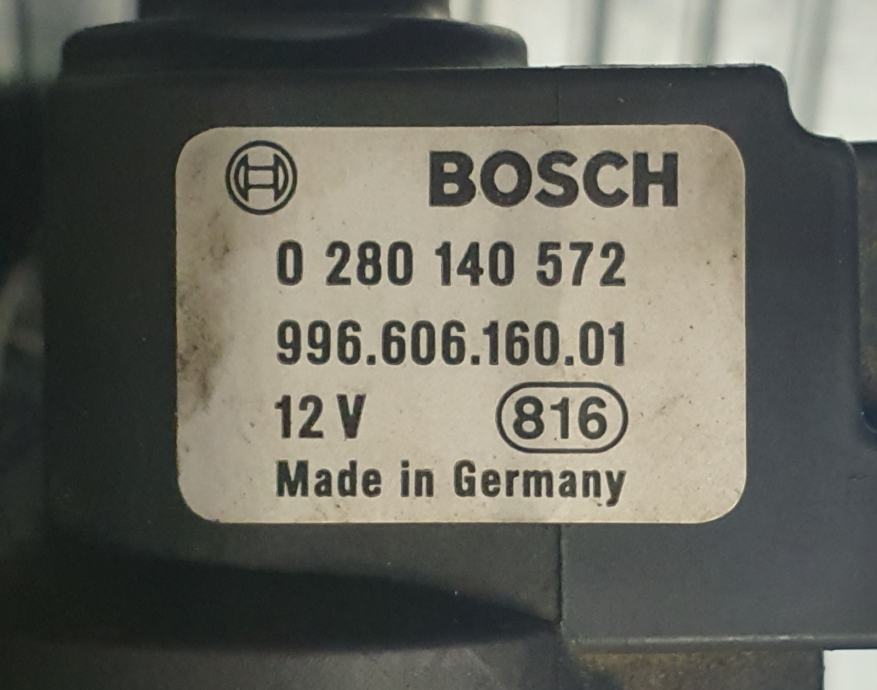 BOSCH
0 280 140 572
996.606.160.01
12 V 816
Made in Germany